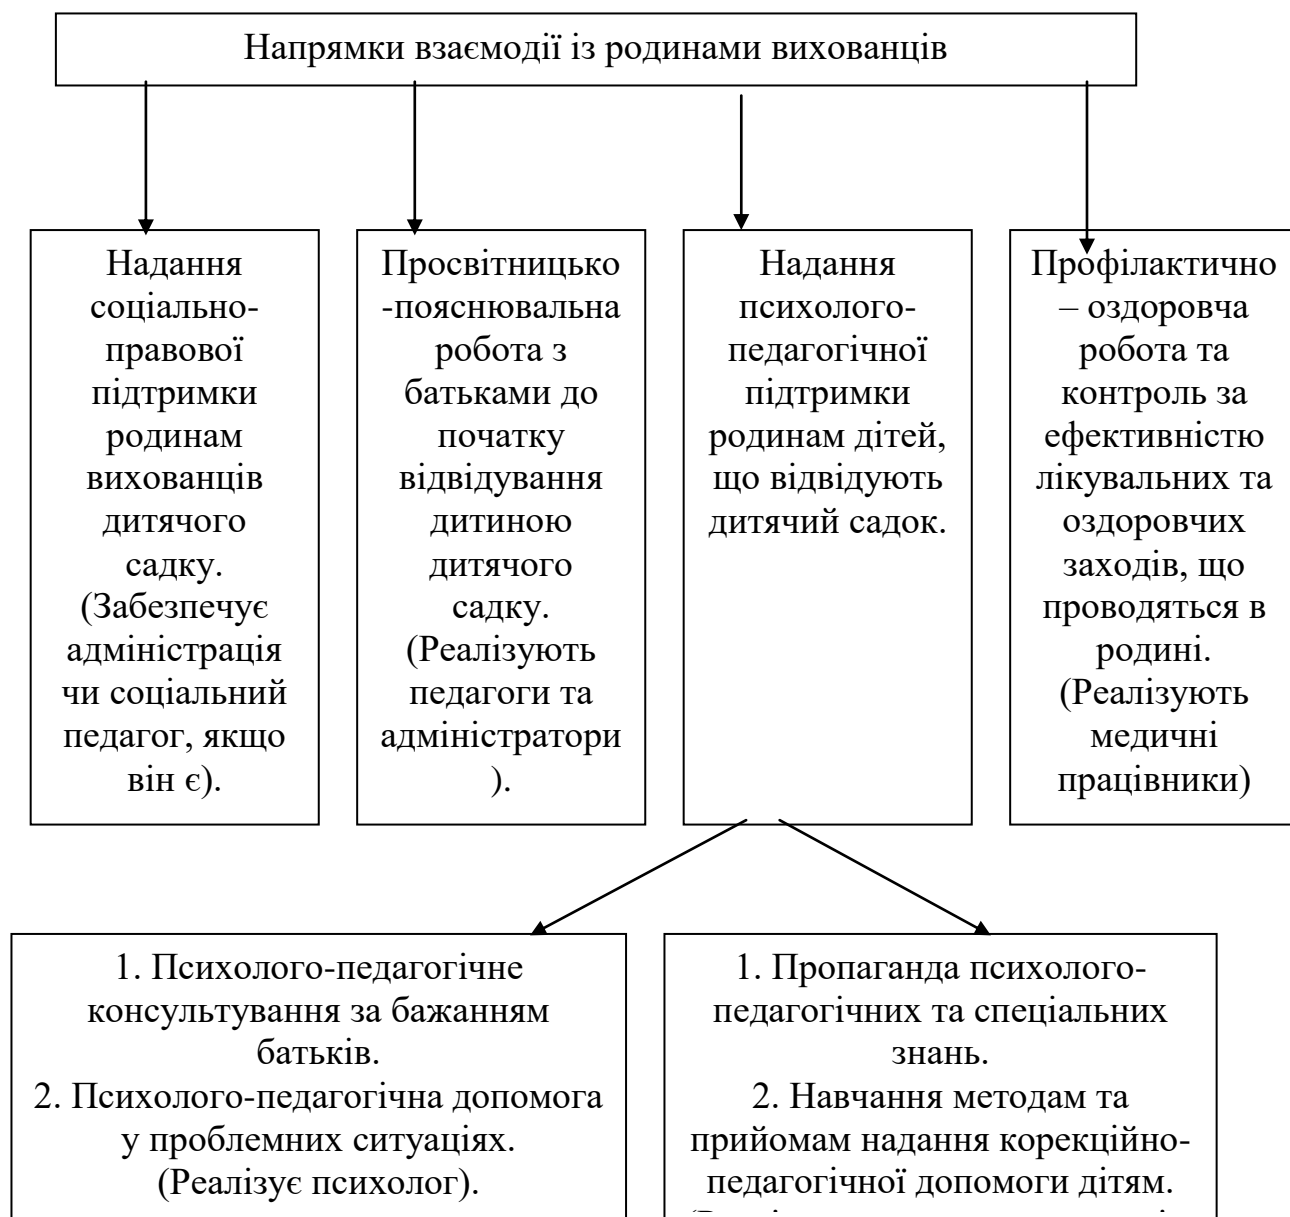 Напрямки взаємодії із родинами вихованців
Надання
соціально-
правової
підтримки
родинам
вихованців
дитячого
садку.
(Забезпечує
адміністрація
чи соціальний
педагог, якщо
він є).
Просвітницько
-пояснювальна
робота з
батьками до
початку
відвідування
дитиною
дитячого
садку.
(Реалізують
педагоги та
адміністратори
).
Надання
психолого-
педагогічної
підтримки
родинам дітей,
що відвідують
дитячий садок.
Профілактично
– оздоровча
робота та
контроль за
ефективністю
лікувальних та
оздоровчих
заходів, що
проводяться в
родині.
(Реалізують
медичні
працівники)
1. Психолого-педагогічне
консультування за бажанням
батьків.
2. Психолого-педагогічна допомога
у проблемних ситуаціях.
(Реалізує психолог).
1. Пропаганда психолого-
педагогічних та спеціальних
знань.
2. Навчання методам та
прийомам надання корекційно-
педагогічної допомоги дітям.